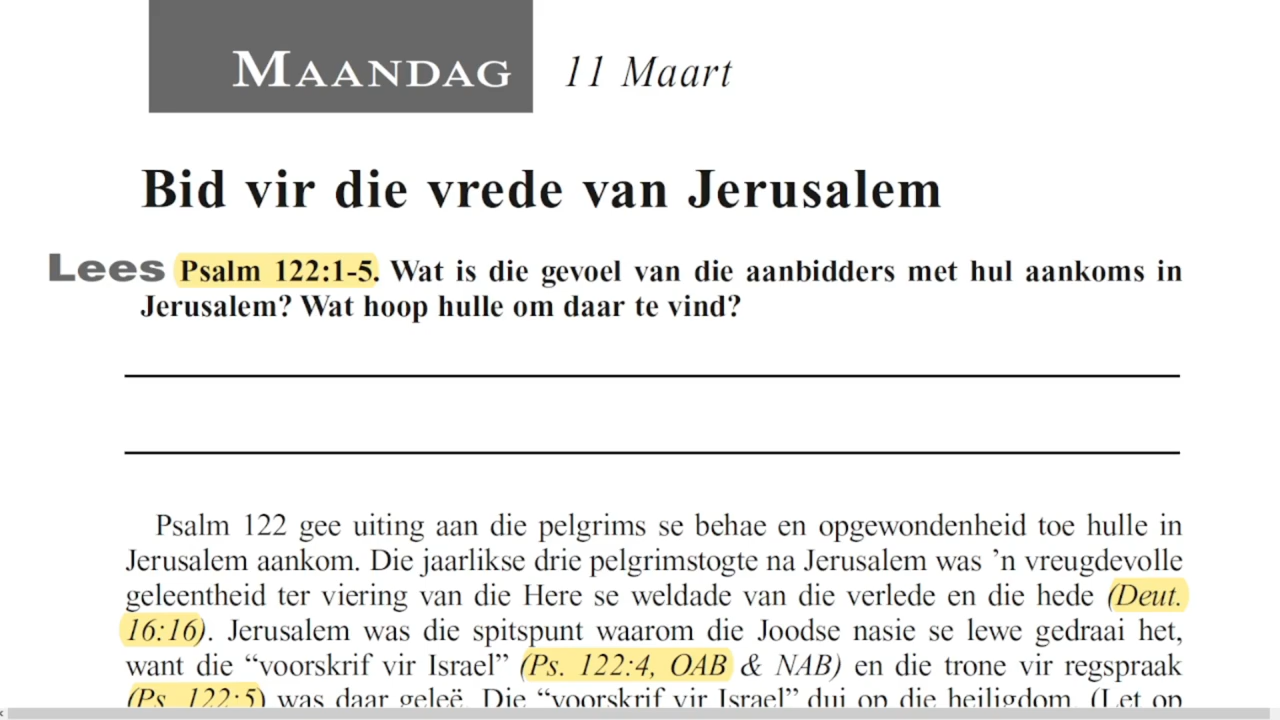 MAANDAG 11 Maart
Bid vir die vrede van Jerusalem
Lees Psalm 122:1-5. Wat is die gevoel van die aanbidders met hul aankoms in
Jerusalem? Wat hoop hulle om daar te vind?
Psalm 122 gee uiting aan die pelgrims se behae en opgewondenheid toe hulle in
Jerusalem aankom. Die jaarlikse drie pelgrimstogte na Jerusalem was ’n vreugdevolle
geleentheid ter viering van die Here se weldade van die verlede en die hede (Deut.
16:16). Jerusalem was die spitspunt waarom die Joodse nasie se lewe gedraai het,
want die “voorskrif vir Israel” (Ps. 122:4, OAB & NAB) en die trone vir regspraak
(Ps. 122:5) was daar geleë. Die “voorskrif vir Israel” dui op die heiligdom. (Let op